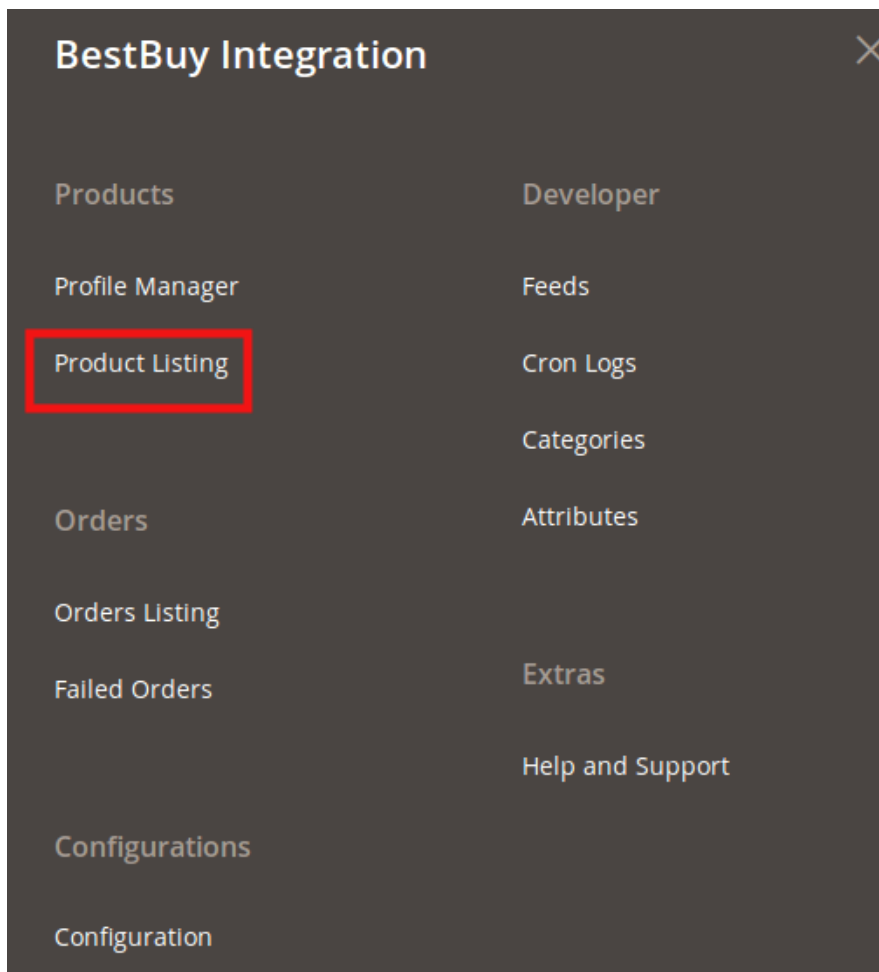 BestBuy Integration
Products
Profile Manager
Product Listing
Orders
Orders Listing
Failed Orders
Configurations
Configuration
Developer
Feeds
Cron Logs
Categories
Attributes
Extras
Help and Support